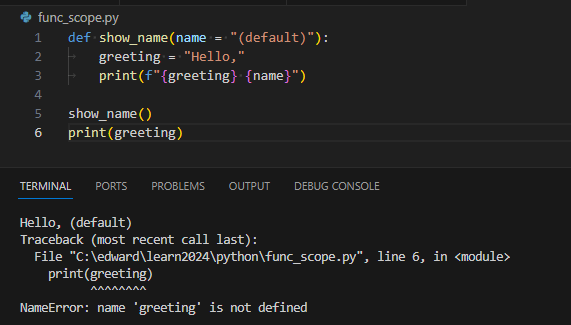 func_scope.py
1 def show_name(name = "(default)"):
2     greeting = "Hello,"
3     print(f"{greeting} {name}")
4
5 show_name()
6 print(greeting)
TERMINAL PORTS PROBLEMS OUTPUT DEBUG CONSOLE
Hello, (default)
Traceback (most recent call last):
  File "C:\edward\learn2024\python\func_scope.py", line 6, in <module>
    print(greeting)
          ^^^^^^^^
NameError: name 'greeting' is not defined